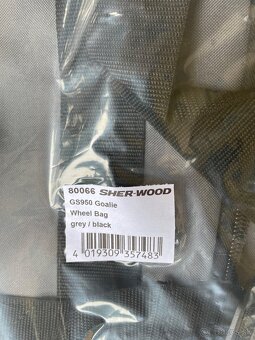 80066 SHER-WOOD
GS950 Goalie
Wheel Bag
grey / black
4 019309 357483